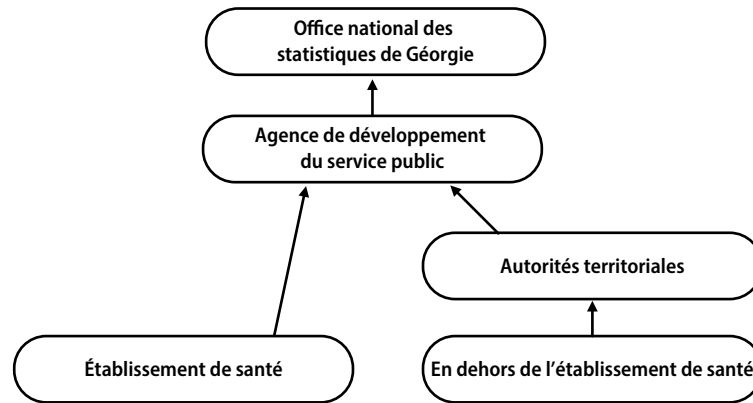 Office national des
statistiques de Géorgie
Agence de développement
du service public
Autorités territoriales
Établissement de santé
En dehors de l’établissement de santé